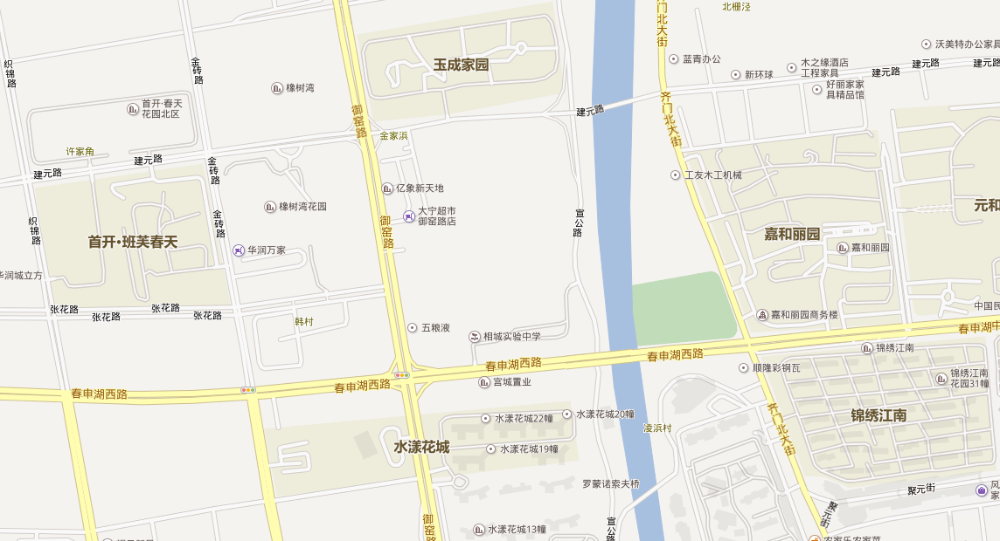 北栅泾
齐门北大街
沃美特办公家具
蓝青办公
木之缘酒店
工程家具
建元路
建元路
建元路
新环球
好丽家家
具精品馆
织锦路
金砖路
玉成家园
橡树湾
首开·春天
花园北区
御窑路
建元路
齐门北大街
金家浜
许家角
建元路
建元路
金砖路
工友木工机械
亿象新天地
橡树湾花园
大宁超市
御窑路店
宣公路
元和
织锦路
金砖路
御窑路
首开·班芙春天
嘉和丽园
嘉和丽园
华润万家
华润城立方
张花路
张花路
张花路
张花路
韩村
五粮液
相城实验中学
嘉和丽园商务楼
中国民
春申湖中
春申湖西路
春申湖西路
春申湖西路
春申湖西路
锦绣江南
顺隆彩钢瓦
宫城置业
锦绣江南
花园31幢
锦绣江南
水漾花城22幢
水漾花城20幢
凌浜村
齐门北大街
水漾花城
水漾花城19幢
罗蒙诺索夫桥
聚元街
风
家
聚元街
御窑路
水漾花城13幢
宣公路
农家乐农家菜